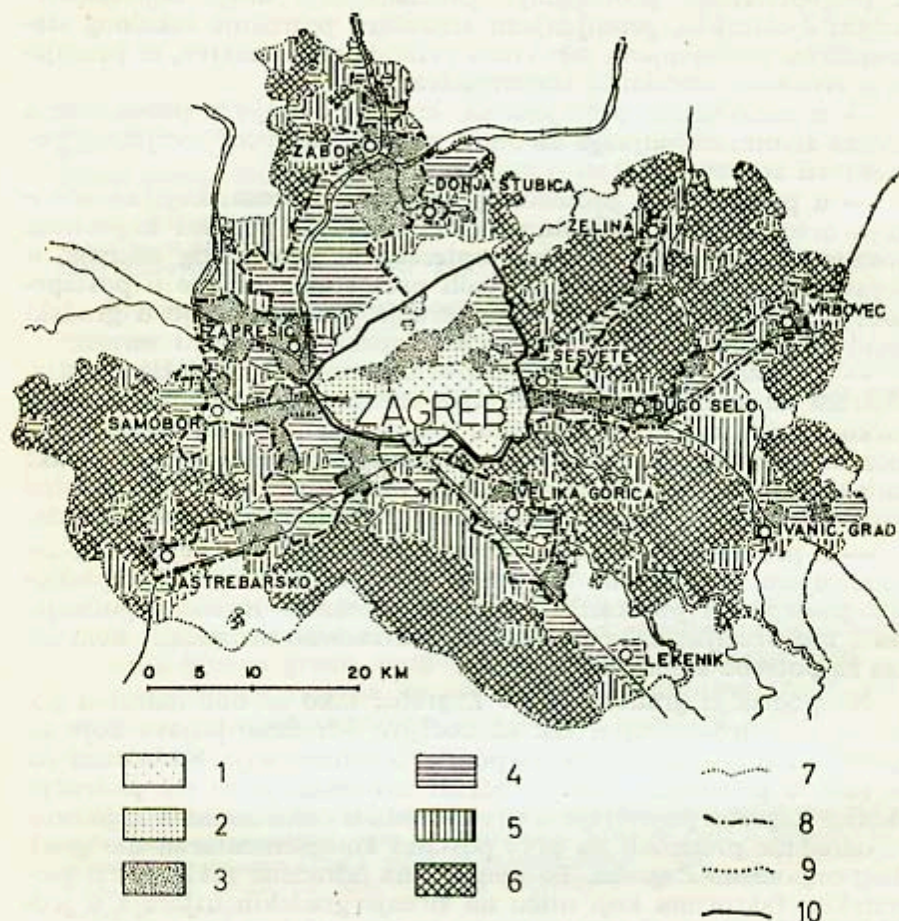 ZABOK
DONJA STUBICA
ZELINA
VRBOVEC
ZAPREŠIĆ
SESVETE
ZAGREB
DUGO SELO
SAMOBOR
VELIKA GORICA
IVANIĆ GRAD
JASTREBARSKO
LEKENIK
0 5 10 20 KM
1 4 7
2 5 8
3 6 9
10